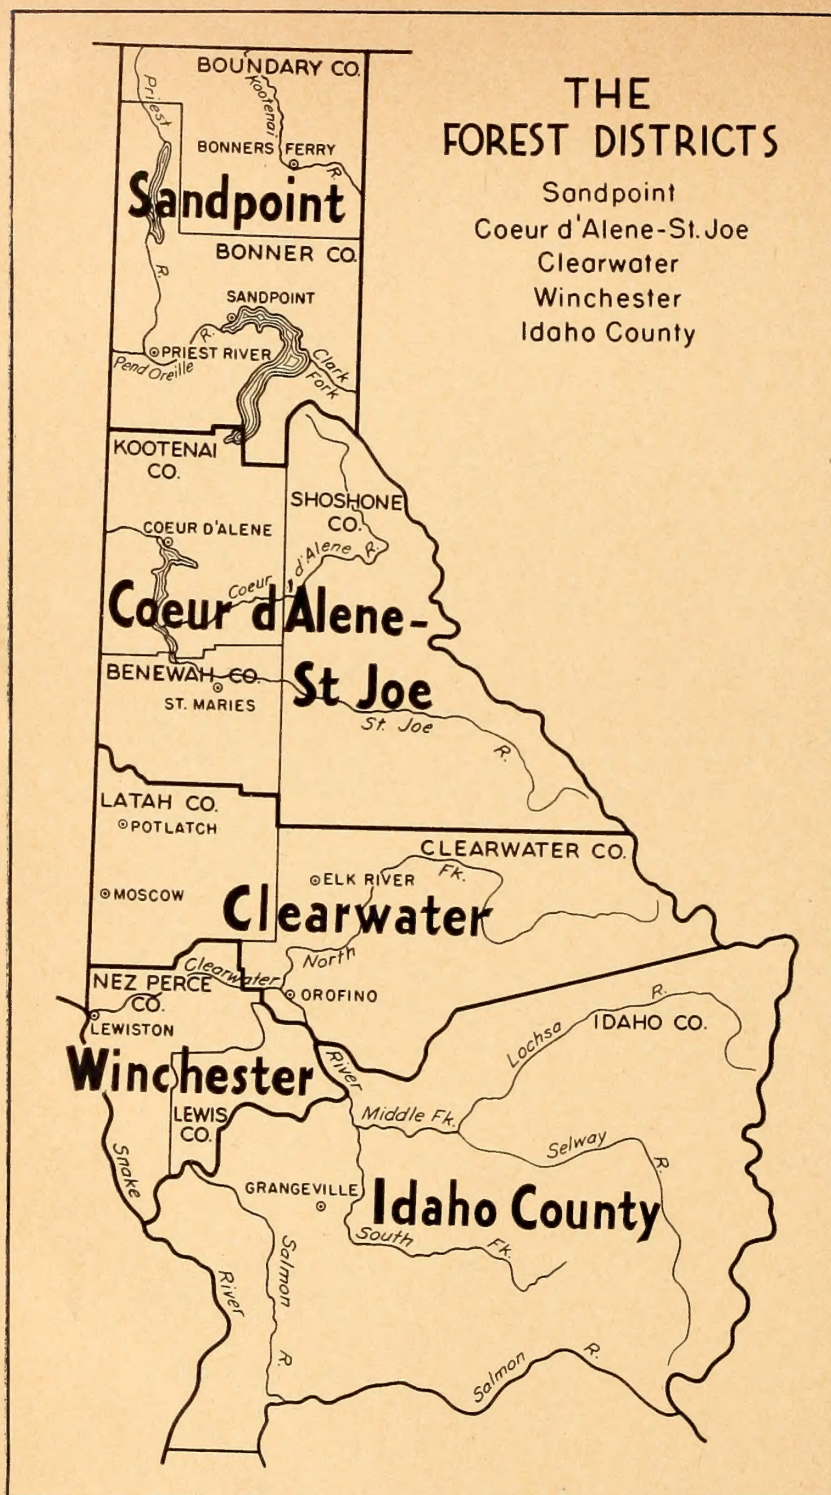 THE
FOREST DISTRICTS
Sandpoint
Coeur d'Alene-St. Joe
Clearwater
Winchester
Idaho County
BOUNDARY CO.
Priest
Kootenai
BONNERS FERRY
R.
Sandpoint
BONNER CO.
R.
SANDPOINT
R.
PRIEST RIVER
Pend Oreille
Clark
Fork
KOOTENAI
CO.
SHOSHONE
CO.
COEUR D'ALENE
Coeur d'Alene R.
Coeur d'Alene-
St Joe
BENEWAH CO.
ST. MARIES
St. Joe
R.
LATAH CO.
POTLATCH
CLEARWATER CO.
ELK RIVER
Fk.
MOSCOW
Clearwater
North
NEZ PERCE
CO.
Clearwater
OROFINO
R.
LEWISTON
IDAHO CO.
Lochsa
Winchester
River
LEWIS
CO.
Middle Fk.
Snake
Selway
R.
GRANGEVILLE
Idaho County
South
Fk.
Salmon
River
R.
Salmon
R.